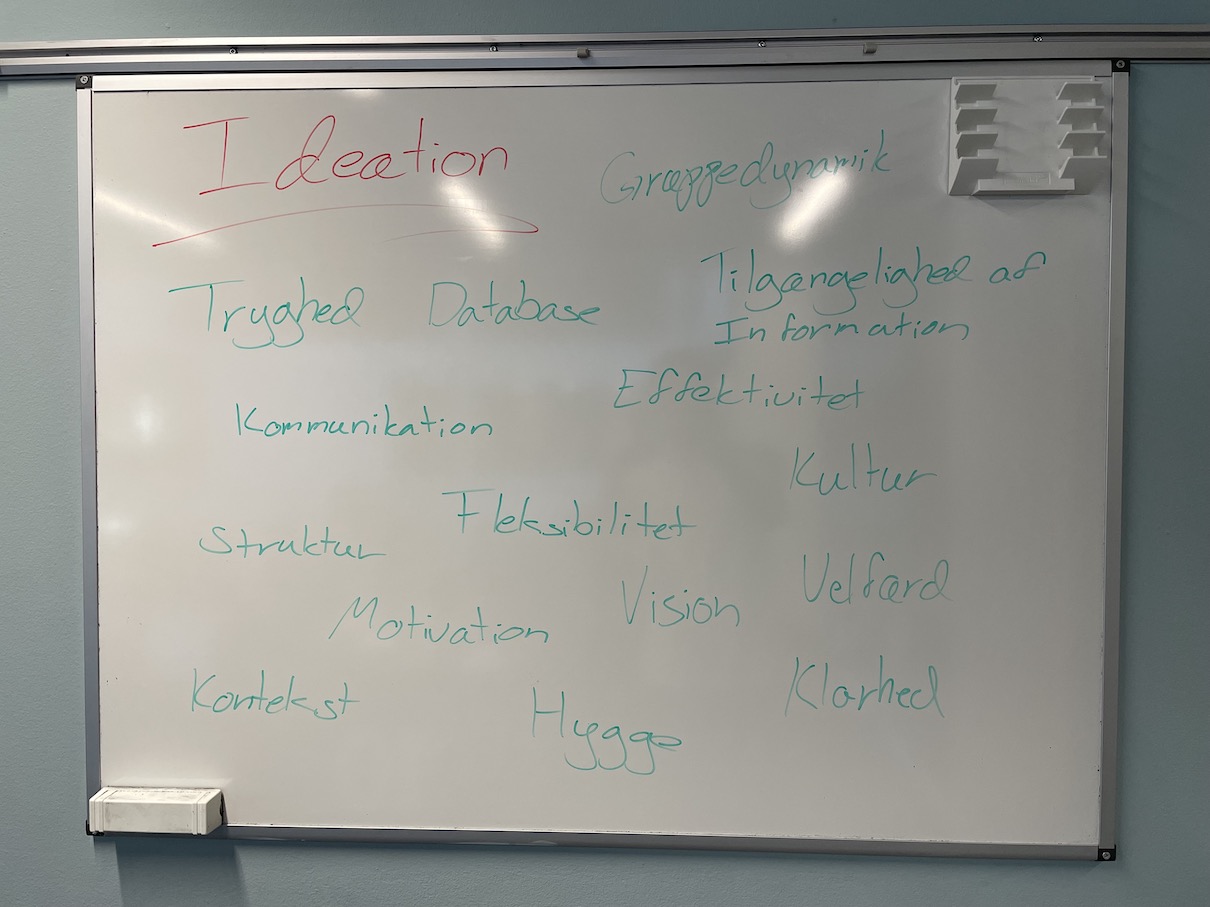 Ideation
Gruppedynamik
Tryghed
Database
Tilgængelighed af
Information
Effektivitet
Kommunikation
Kultur
Fleksibilitet
Struktur
Velfærd
Vision
Motivation
Klarhed
Kontekst
Hygge